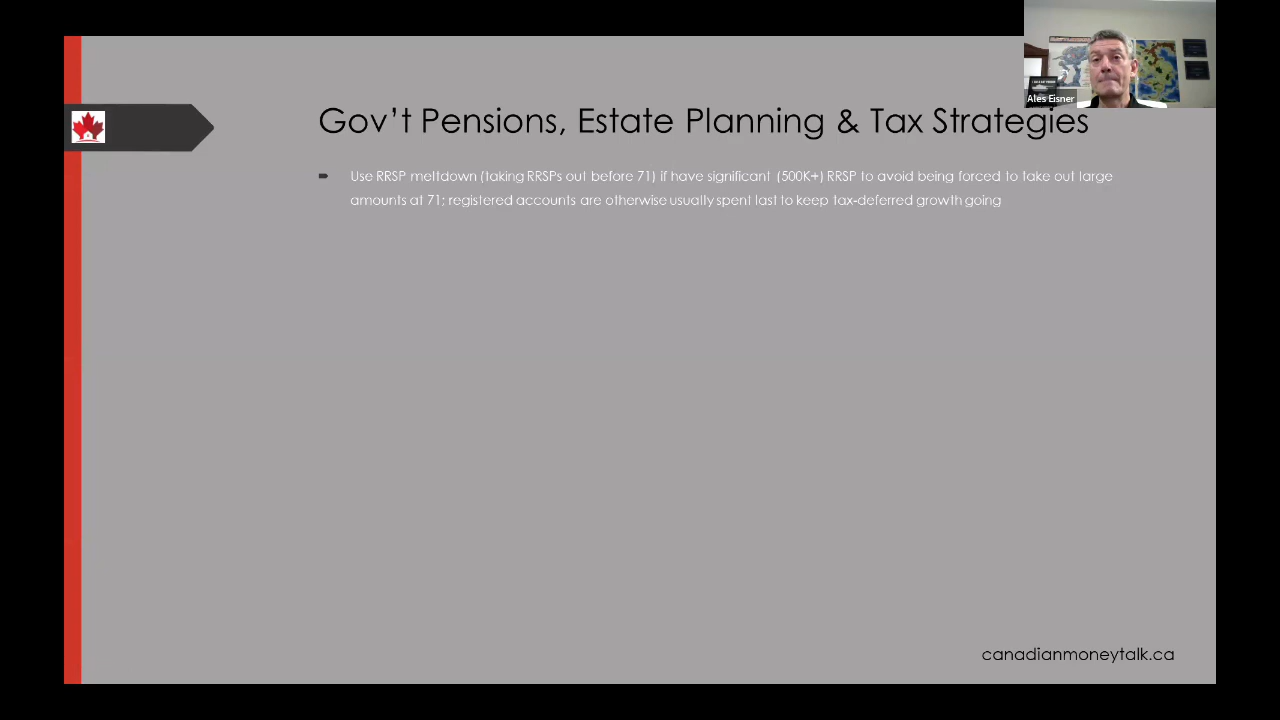 Ales Eisner
Gov't Pensions, Estate Planning & Tax Strategies
Use RRSP meltdown (taking RRSPs out before 71) if have significant (500K+) RRSP to avoid being forced to take out large
amounts at 71; registered accounts are otherwise usually spent last to keep tax-deferred growth going
canadianmoneytalk.ca